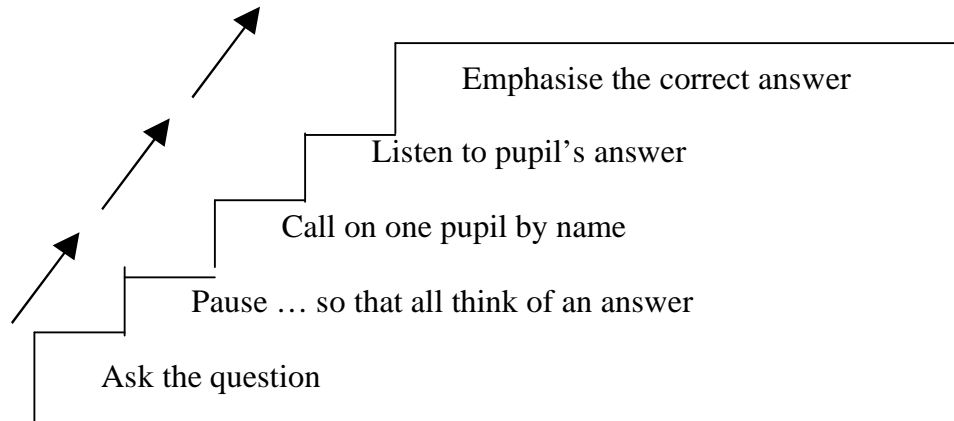 Emphasise the correct answer
Listen to pupil's answer
Call on one pupil by name
Pause … so that all think of an answer
Ask the question